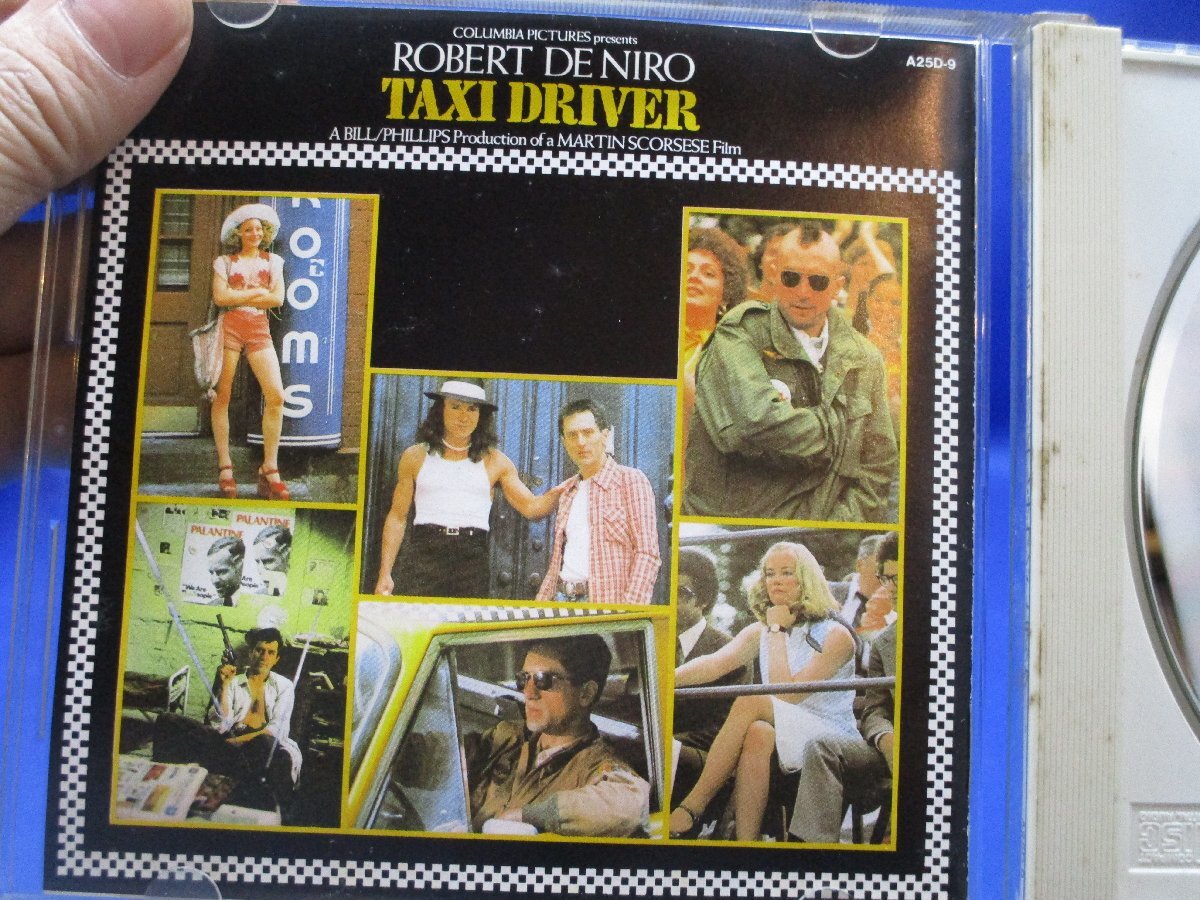 COLUMBIA PICTURES presents
ROBERT DE NIRO
A25D-9
TAXI DRIVER
A BILL/PHILLIPS Production of a MARTIN SCORSESE Film
ROOMS
PALANTINE
PALANTINE